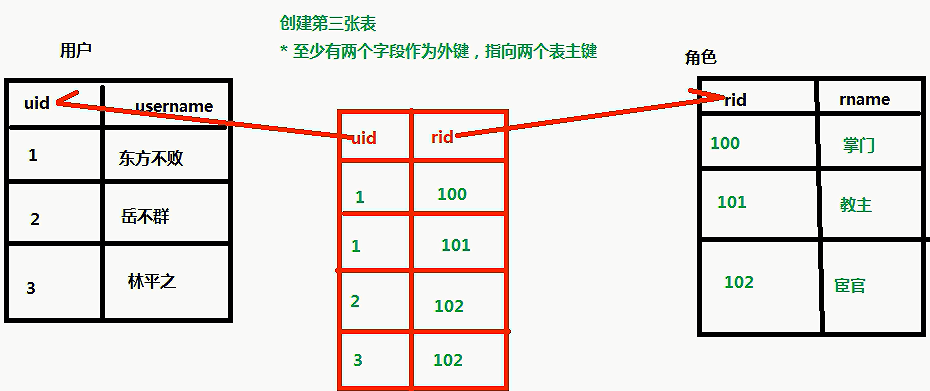 创建第三张表
* 至少有两个字段作为外键，指向两个表主键
用户
uid username
1 东方不败
2 岳不群
3 林平之
uid rid
1 100
1 101
2 102
3 102
角色
rid rname
100 掌门
101 教主
102 宦官